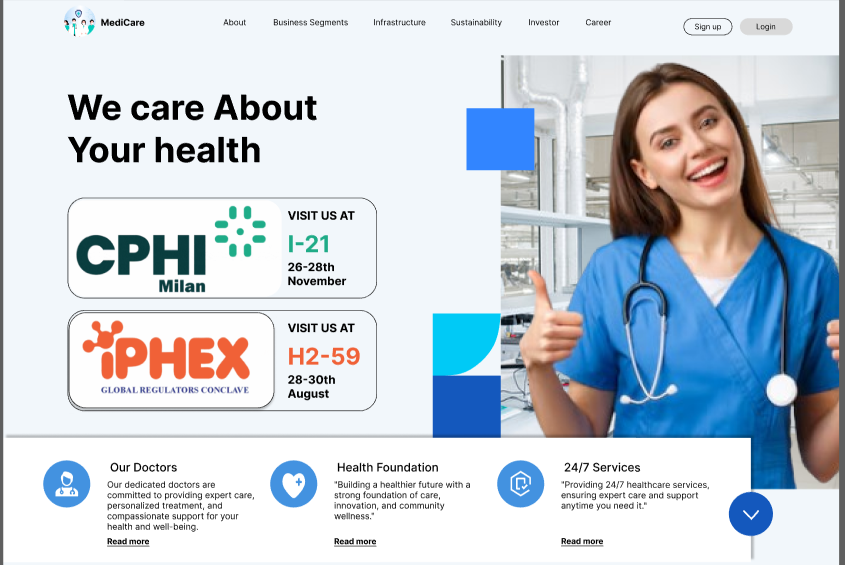 MediCare
About
Business Segments
Infrastructure
Sustainability
Investor
Career
Sign up
Login
We care About
Your health
CPHI
Milan
VISIT US AT
I-21
26-28th
November
iPHEX
GLOBAL REGULATORS CONCLAVE
VISIT US AT
H2-59
28-30th
August
Our Doctors
Our dedicated doctors are
committed to providing expert care,
personalized treatment, and
compassionate support for your
health and well-being.
Read more
Health Foundation
"Building a healthier future with a
strong foundation of care,
innovation, and community
wellness."
Read more
24/7 Services
"Providing 24/7 healthcare services,
ensuring expert care and support
anytime you need it."
Read more